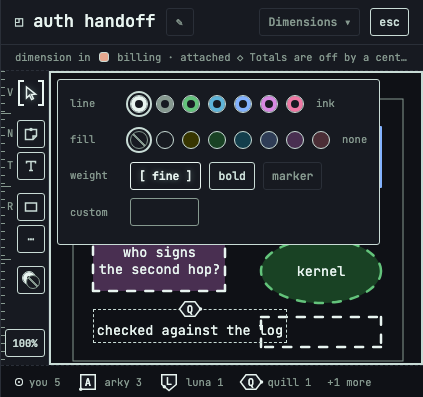 auth handoff
Dimensions ▾
esc
dimension in billing · attached ◇ Totals are off by a cent…
V
N
T
R
line
ink
fill
none
weight
[ fine ]
bold
marker
custom
who signs
the second hop?
kernel
Q
checked against the log
100%
you 5
A arky 3
L luna 1
Q quill 1
+1 more